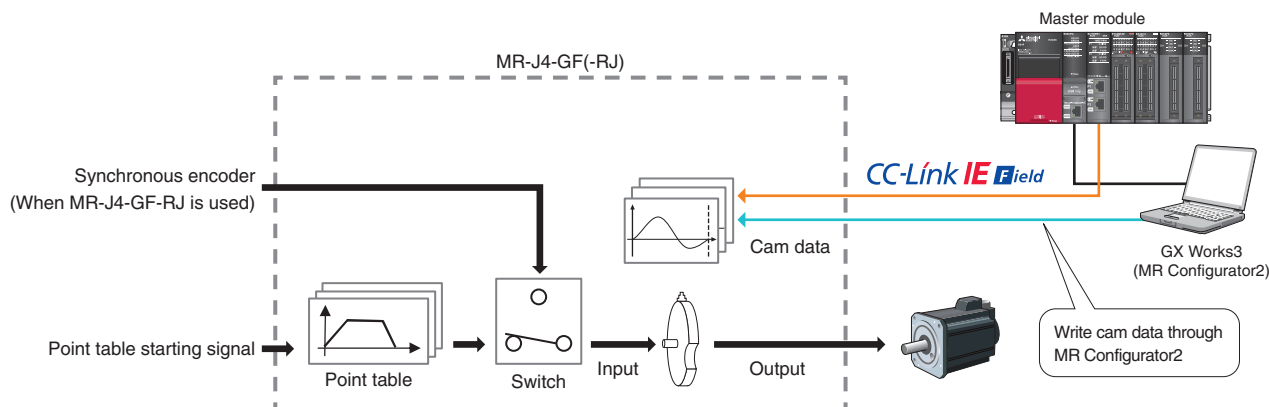 Master module
MR-J4-GF(-RJ)
Synchronous encoder
(When MR-J4-GF-RJ is used)
CC-Link IE Field
Cam data
GX Works3
(MR Configurator2)
Write cam data through
MR Configurator2
Point table starting signal
Point table
Switch
Input
Output